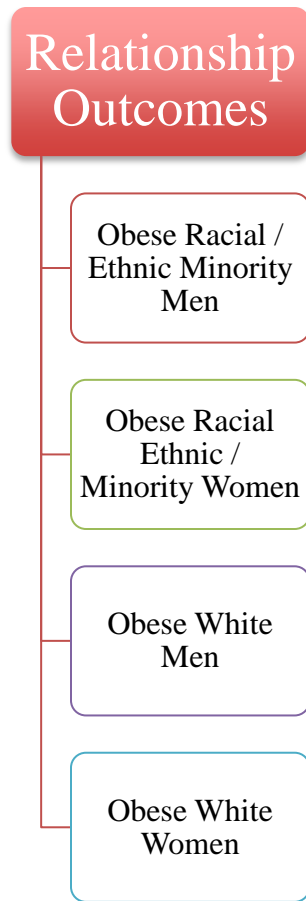 Relationship
Outcomes
Obese Racial /
Ethnic Minority
Men
Obese Racial
Ethnic /
Minority Women
Obese White
Men
Obese White
Women